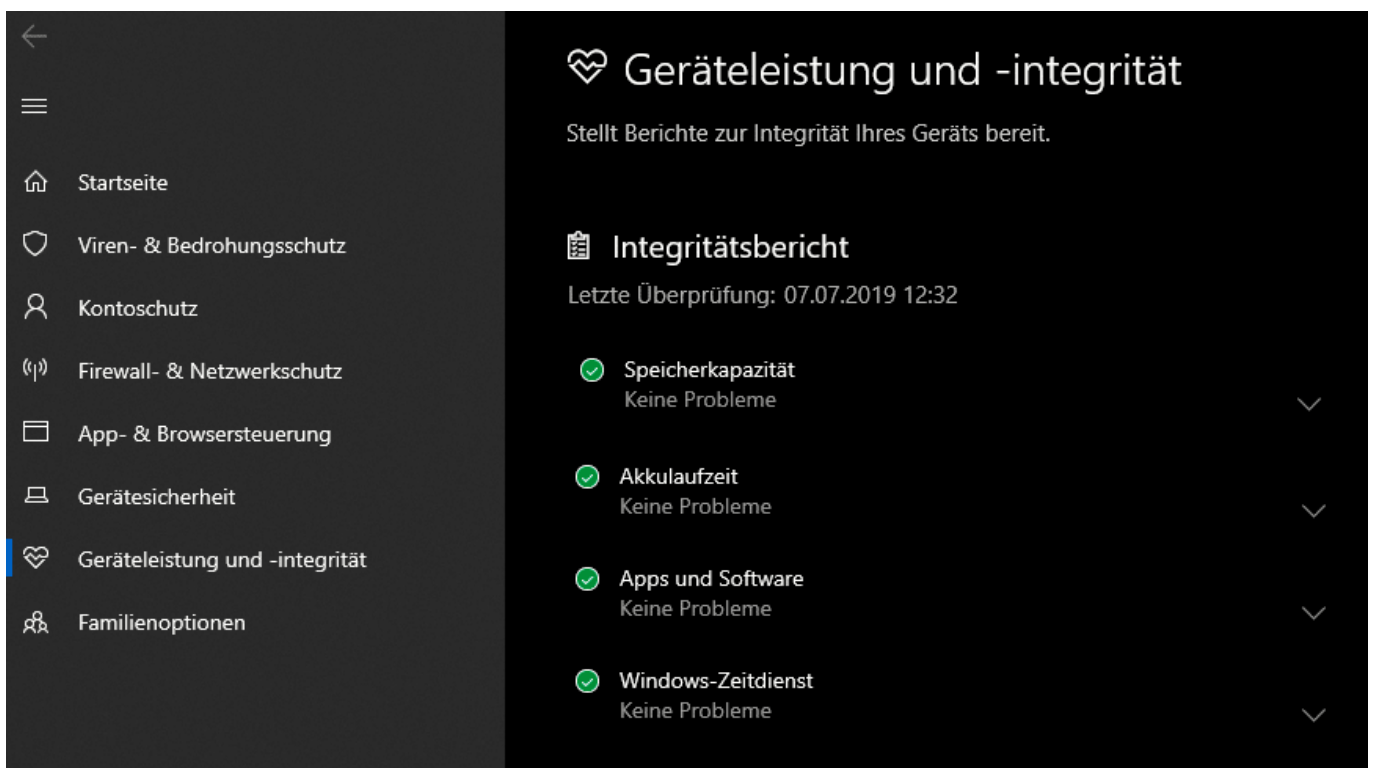 Startseite
Viren- & Bedrohungsschutz
Kontoschutz
Firewall- & Netzwerkschutz
App- & Browsersteuerung
Gerätesicherheit
Geräteleistung und -integrität
Familienoptionen
Geräteleistung und -integrität
Stellt Berichte zur Integrität Ihres Geräts bereit.
Integritätsbericht
Letzte Überprüfung: 07.07.2019 12:32
Speicherkapazität
Keine Probleme
Akkulaufzeit
Keine Probleme
Apps und Software
Keine Probleme
Windows-Zeitdienst
Keine Probleme